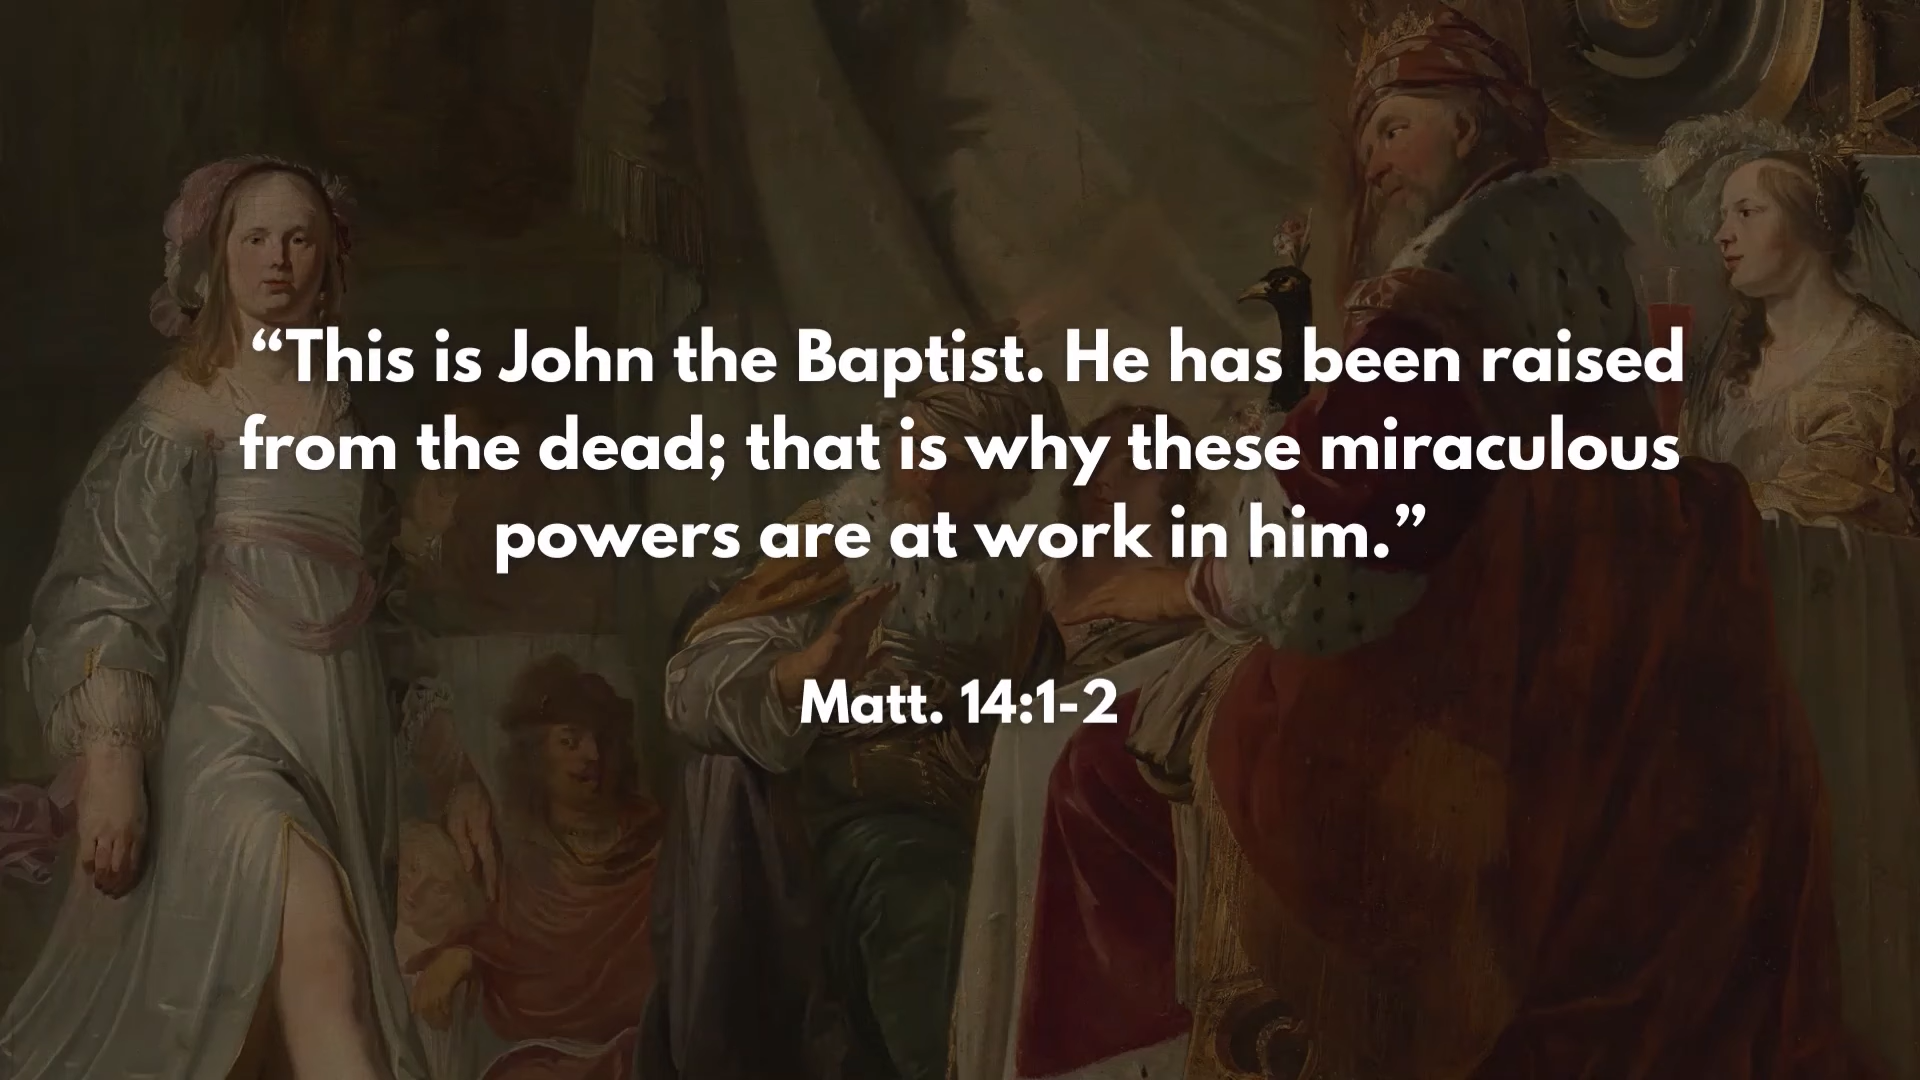 “This is John the Baptist. He has been raised
from the dead; that is why these miraculous
powers are at work in him.”
Matt. 14:1-2